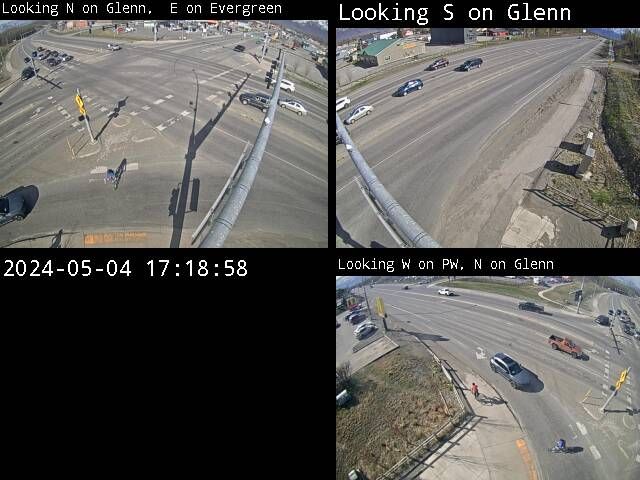 Looking N on Glenn, E on Evergreen
Looking S on Glenn
2024-05-04 17:18:58
Looking W on PW, N on Glenn